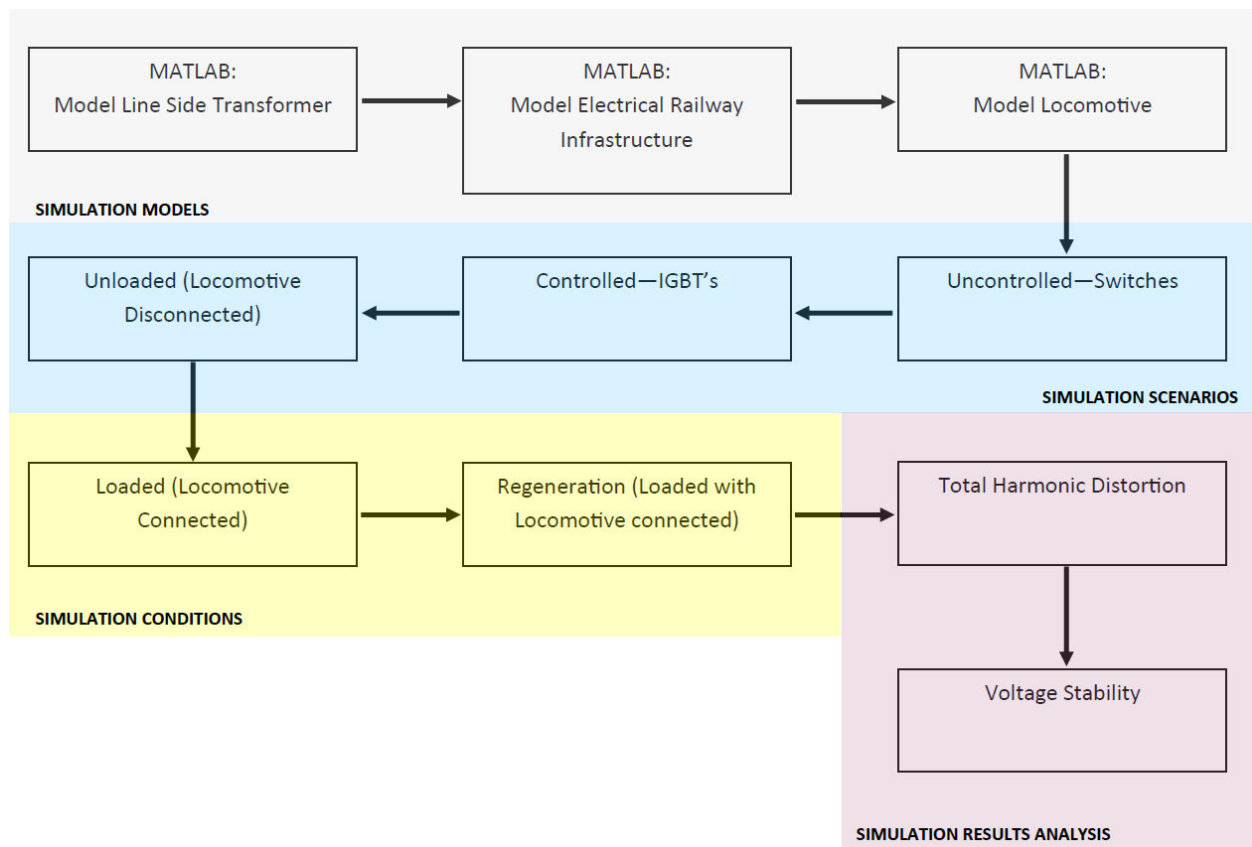 MATLAB:
Model Line Side Transformer
MATLAB:
Model Electrical Railway
Infrastructure
MATLAB:
Model Locomotive
SIMULATION MODELS
Unloaded (Locomotive
Disconnected)
Controlled—IGBT's
Uncontrolled—Switches
SIMULATION SCENARIOS
Loaded (Locomotive
Connected)
Regeneration (Loaded with
Locomotive connected)
Total Harmonic Distortion
SIMULATION CONDITIONS
Voltage Stability
SIMULATION RESULTS ANALYSIS